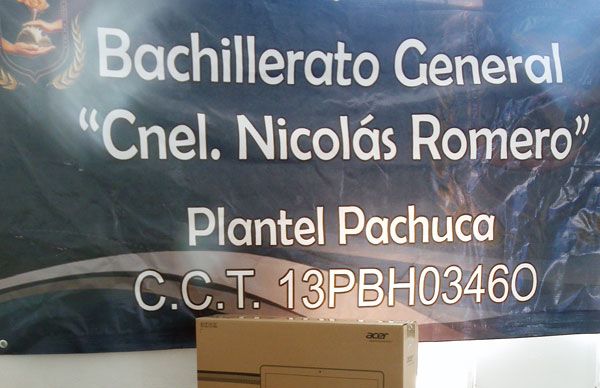 Bachillerato General
“Cnel. Nicolás Romero”
Plantel Pachuca
C.C.T. 13PBH0346O
acer